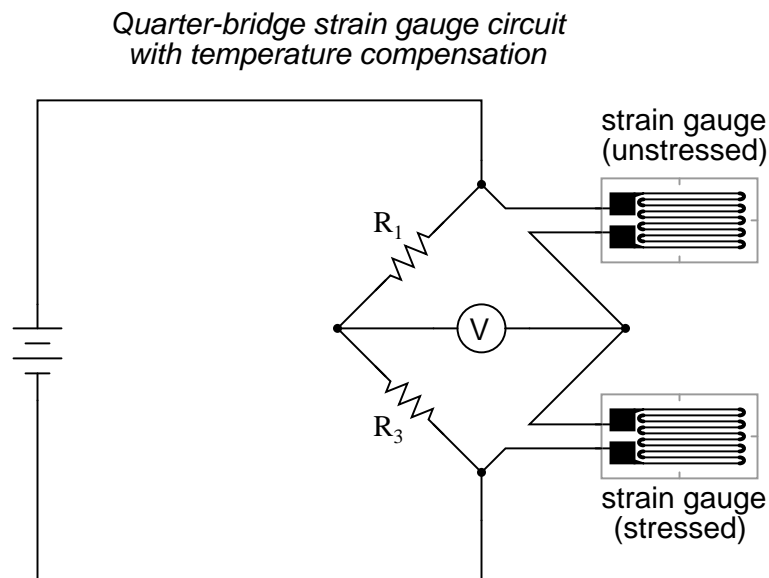 Quarter-bridge strain gauge circuit
with temperature compensation
strain gauge
(unstressed)
R1
V
R3
strain gauge
(stressed)